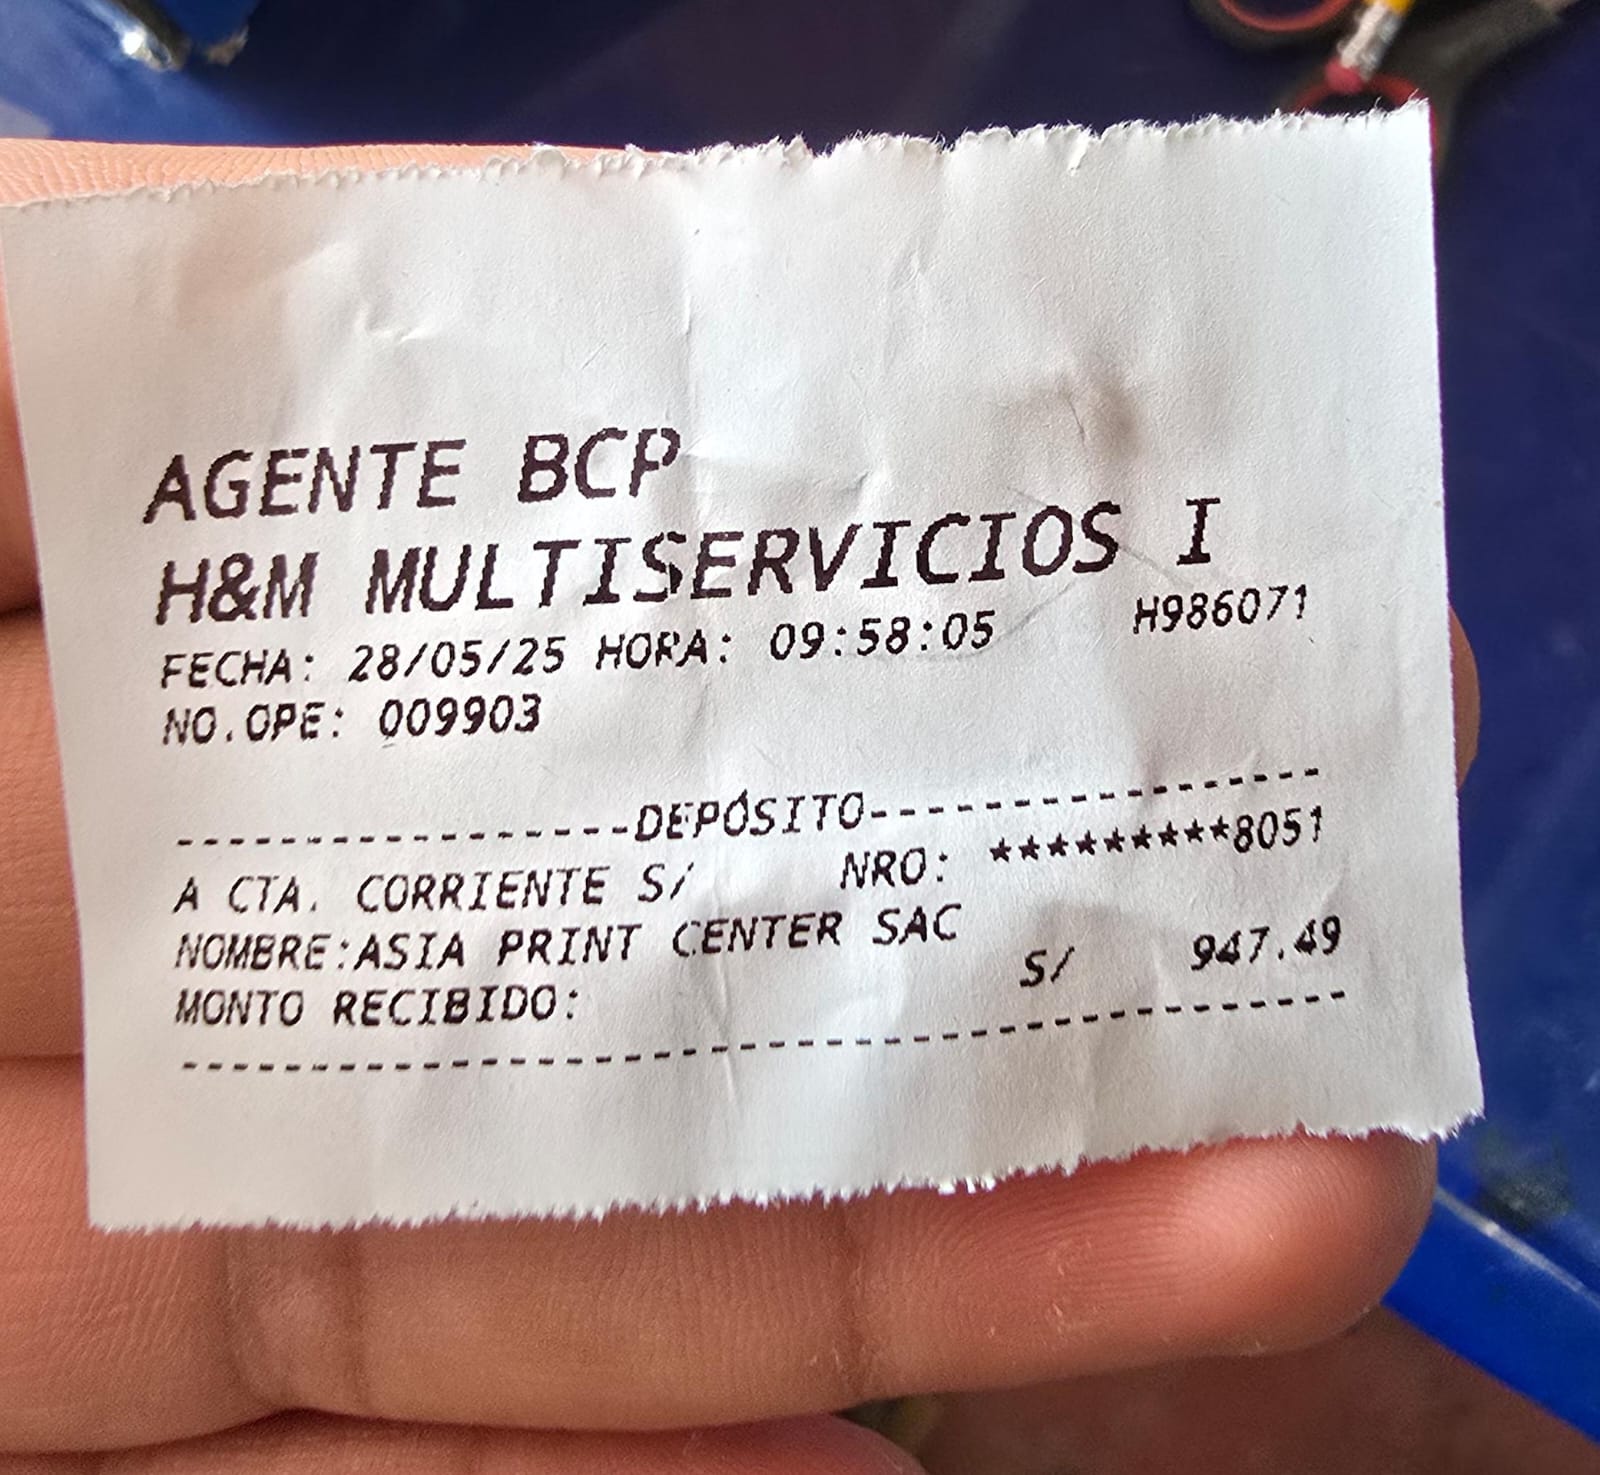 AGENTE BCP
H&M MULTISERVICIOS I
FECHA: 28/05/25 HORA: 09:58:05 H986071
NO.OPE: 009903
----------------DEPÓSITO----------------
A CTA. CORRIENTE S/ NRO: *********8051
NOMBRE:ASIA PRINT CENTER SAC
MONTO RECIBIDO: S/ 947.49
----------------------------------------